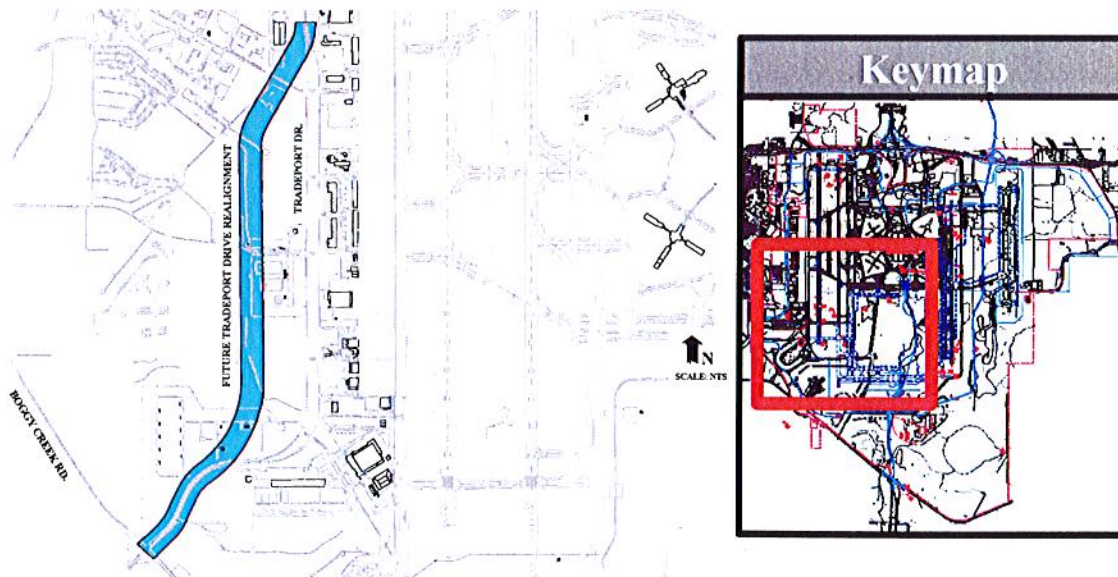 Keymap
FUTURE TRADEPORT DRIVE REALIGNMENT
TRADEPORT DR.
BOGGY CREEK RD.
N
SCALE: NTS